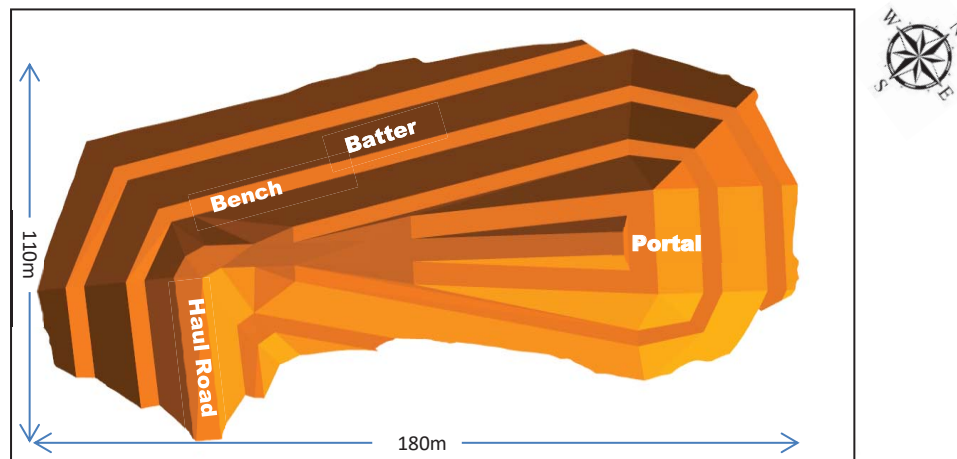 W
N
S
E
Batter
Bench
Portal
Haul Road
110m
180m